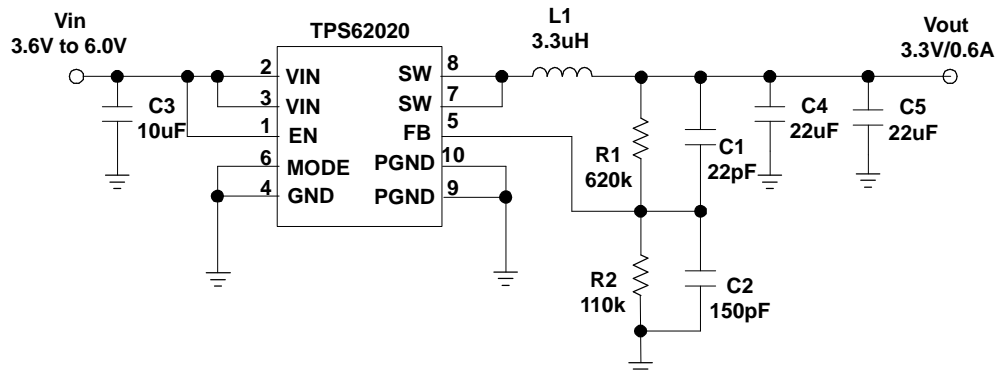 Vin
3.6V to 6.0V
TPS62020
L1
3.3uH
Vout
3.3V/0.6A
2 VIN SW 8
3 VIN SW 7
1 EN FB 5
6 MODE PGND 10
4 GND PGND 9
C3
10uF
R1
620k
C1
22pF
C4
22uF
C5
22uF
R2
110k
C2
150pF